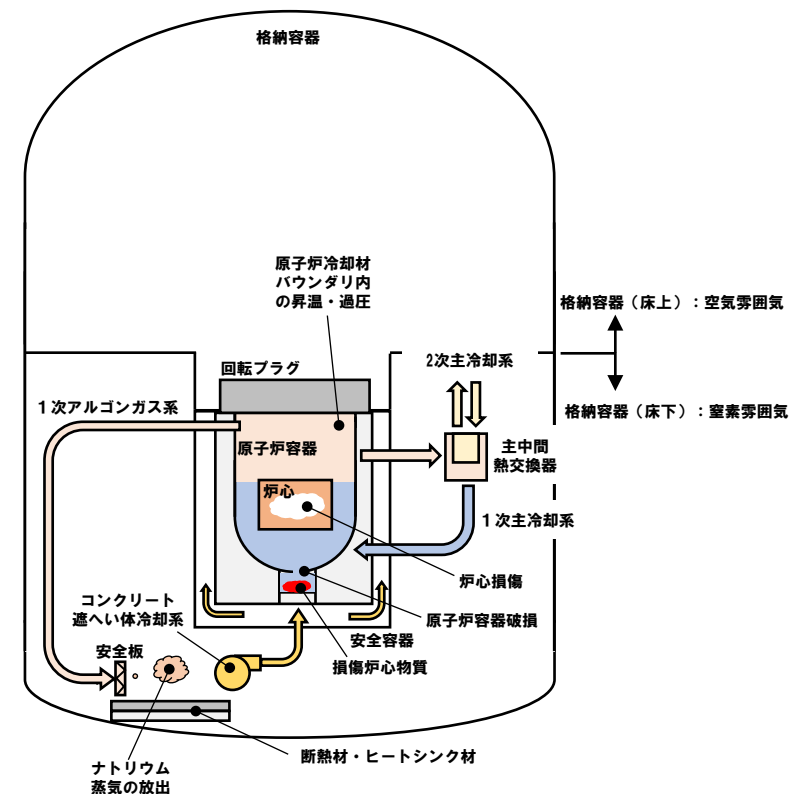 格納容器
原子炉冷却材
バウンダリ内
の昇温・過圧
格納容器（床上）：空気雰囲気
回転プラグ
2次主冷却系
１次アルゴンガス系
格納容器（床下）：窒素雰囲気
原子炉容器
主中間
熱交換器
炉心
１次主冷却系
炉心損傷
コンクリート
遮へい体冷却系
原子炉容器破損
安全容器
安全板
損傷炉心物質
断熱材・ヒートシンク材
ナトリウム
蒸気の放出